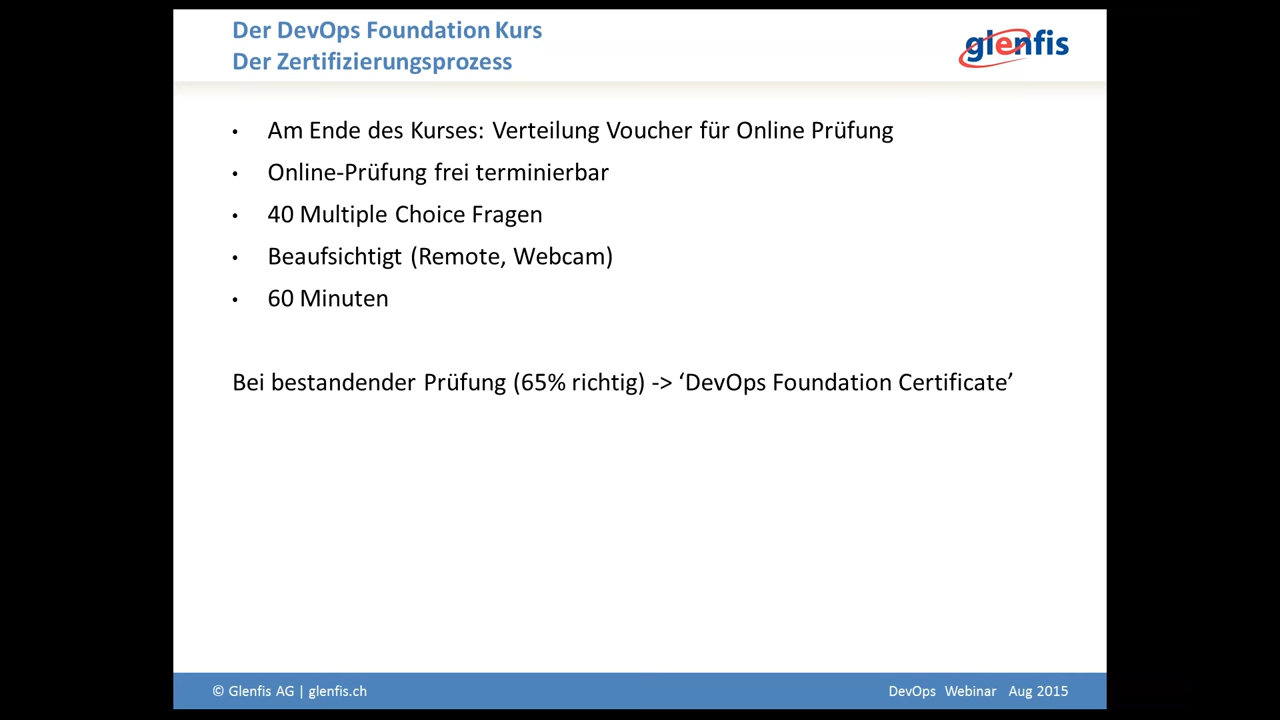 Der DevOps Foundation Kurs
Der Zertifizierungsprozess
glenfis
• Am Ende des Kurses: Verteilung Voucher für Online Prüfung
• Online-Prüfung frei terminierbar
• 40 Multiple Choice Fragen
• Beaufsichtigt (Remote, Webcam)
• 60 Minuten
Bei bestandender Prüfung (65% richtig) -> ‘DevOps Foundation Certificate’
© Glenfis AG | glenfis.ch
DevOps Webinar Aug 2015